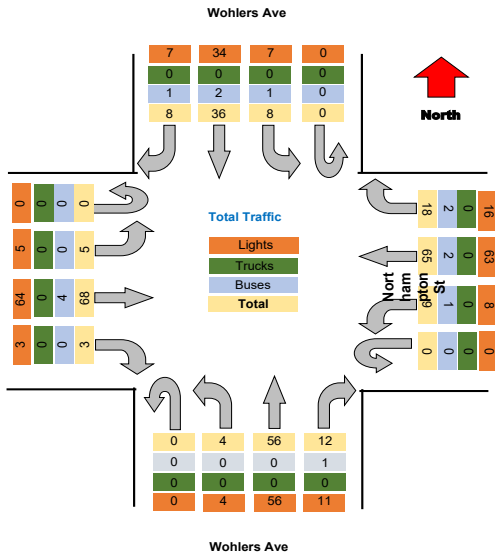 Wohlers Ave
7 34 7 0
0 0 0 0
1 2 1 0
8 36 8 0
North
0 0 0 0
5 0 0 5
64 0 4 68
3 0 0 3
Total Traffic
Lights
Trucks
Buses
Total
18 2 0 16
65 2 0 63
9 1 0 8
0 0 0 0
Nort
ham
pton
St
0 4 56 12
0 0 0 1
0 0 0 0
0 4 56 11
Wohlers Ave